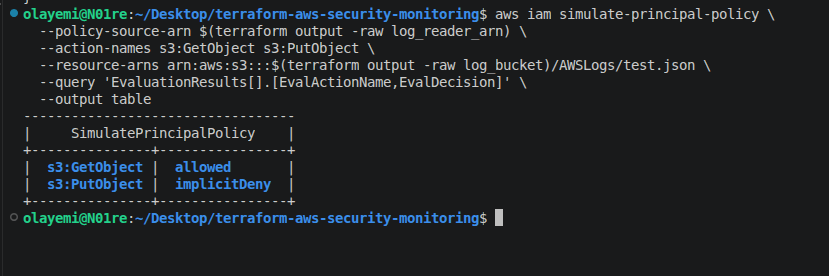 olayemi@N01re:~/Desktop/terraform-aws-security-monitoring$ aws iam simulate-principal-policy \
  --policy-source-arn $(terraform output -raw log_reader_arn) \
  --action-names s3:GetObject s3:PutObject \
  --resource-arns arn:aws:s3:::$(terraform output -raw log_bucket)/AWSLogs/test.json \
  --query 'EvaluationResults[].[EvalActionName,EvalDecision]' \
  --output table
---------------------------------
|     SimulatePrincipalPolicy    |
+---------------+----------------+
|  s3:GetObject |  allowed       |
|  s3:PutObject |  implicitDeny  |
+---------------+----------------+
olayemi@N01re:~/Desktop/terraform-aws-security-monitoring$